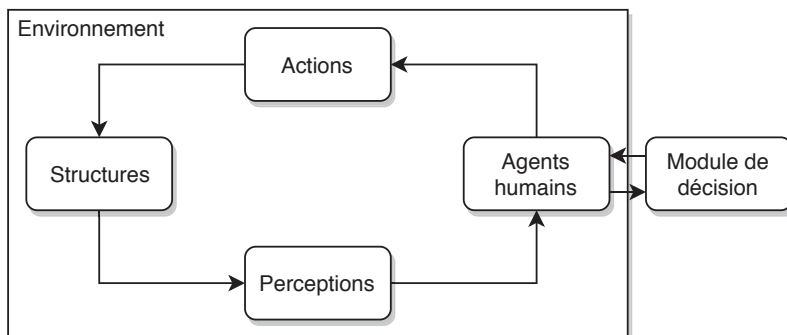 Environnement
Actions
Structures
Agents
humains
Module de
décision
Perceptions